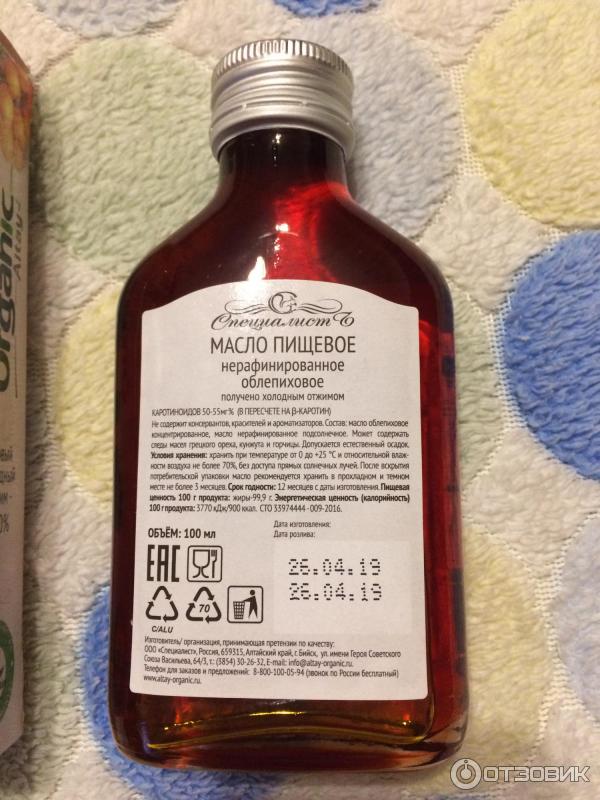 СпециалистЪ
МАСЛО ПИЩЕВОЕ
нерафинированное
облепиховое
получено холодным отжимом
КАРОТИНОИДОВ 50-55мг% (В ПЕРЕСЧЕТЕ НА β-КАРОТИН)
Не содержит консервантов, красителей и ароматизаторов. Состав: масло облепиховое
концентрированное, масло нерафинированное подсолнечное. Может содержать
следы масел грецкого ореха, кунжута и горчицы. Допускается естественный осадок.
Условия хранения: хранить при температуре от 0 до +25 °С и относительной
влажности воздуха не более 70%, без доступа прямых солнечных лучей. После вскрытия
потребительской упаковки масло рекомендуется хранить в прохладном и темном
месте не более 3 месяцев. Срок годности: 12 месяцев с даты изготовления. Пищевая
ценность 100 г продукта: жиры-99,9 г. Энергетическая ценность (калорийность)
100 г продукта: 3770 кДж/900 ккал. СТО 33974444 -009-2016.
ОБЪЁМ: 100 мл
Дата изготовления:
Дата розлива:
26.04.19
26.04.19
EAC
70
C/ALU
Изготовитель/ организация, принимающая претензии по качеству:
ООО «Специалист», Россия, 659315, Алтайский край, г. Бийск, ул. имени Героя Советского
Союза Васильева, 64/3, т.: (3854) 30-26-32, E-mail: info@altay-organic.ru
Телефон для заказов и предложений: 8-800-100-05-94 (звонок по России бесплатный)
www.altay-organic.ru.
Organic
Altay
0%
ОТЗОВИК